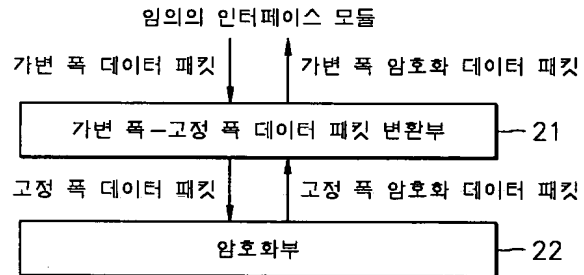 임의의 인터페이스 모듈
가변 폭 데이터 패킷 가변 폭 암호화 데이터 패킷
가변 폭-고정 폭 데이터 패킷 변환부 21
고정 폭 데이터 패킷 고정 폭 암호화 데이터 패킷
암호화부 22